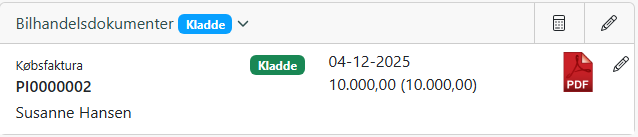 Bilhandelsdokumenter Kladde
Købsfaktura
PI0000002
Kladde
04-12-2025
10.000,00 (10.000,00)
PDF
Susanne Hansen